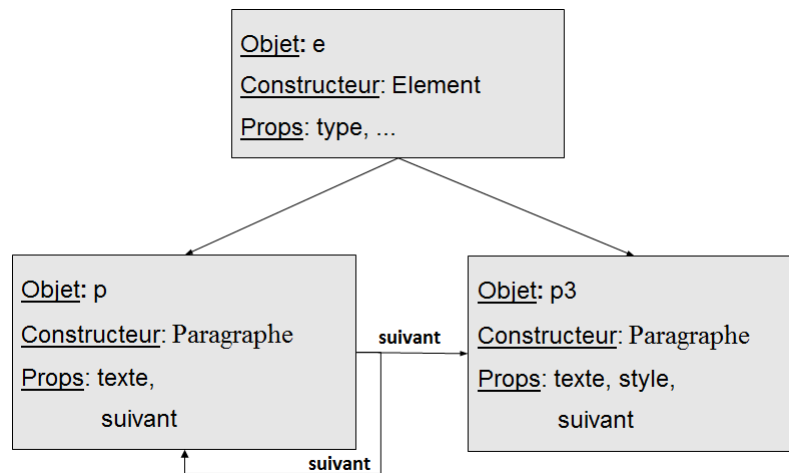 Objet: e
Constructeur: Element
Props: type, ...
Objet: p
Constructeur: Paragraphe
Props: texte,
suivant
suivant
Objet: p3
Constructeur: Paragraphe
Props: texte, style,
suivant
suivant